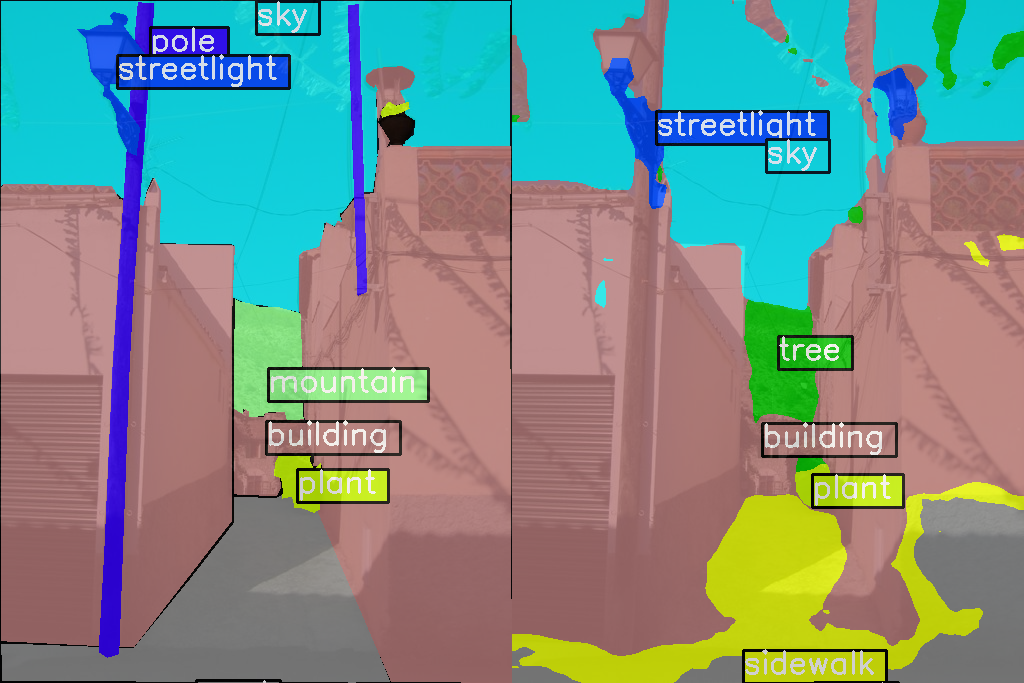 sky
pole
streetlight
mountain
building
plant
streetlight
sky
tree
building
plant
sidewalk